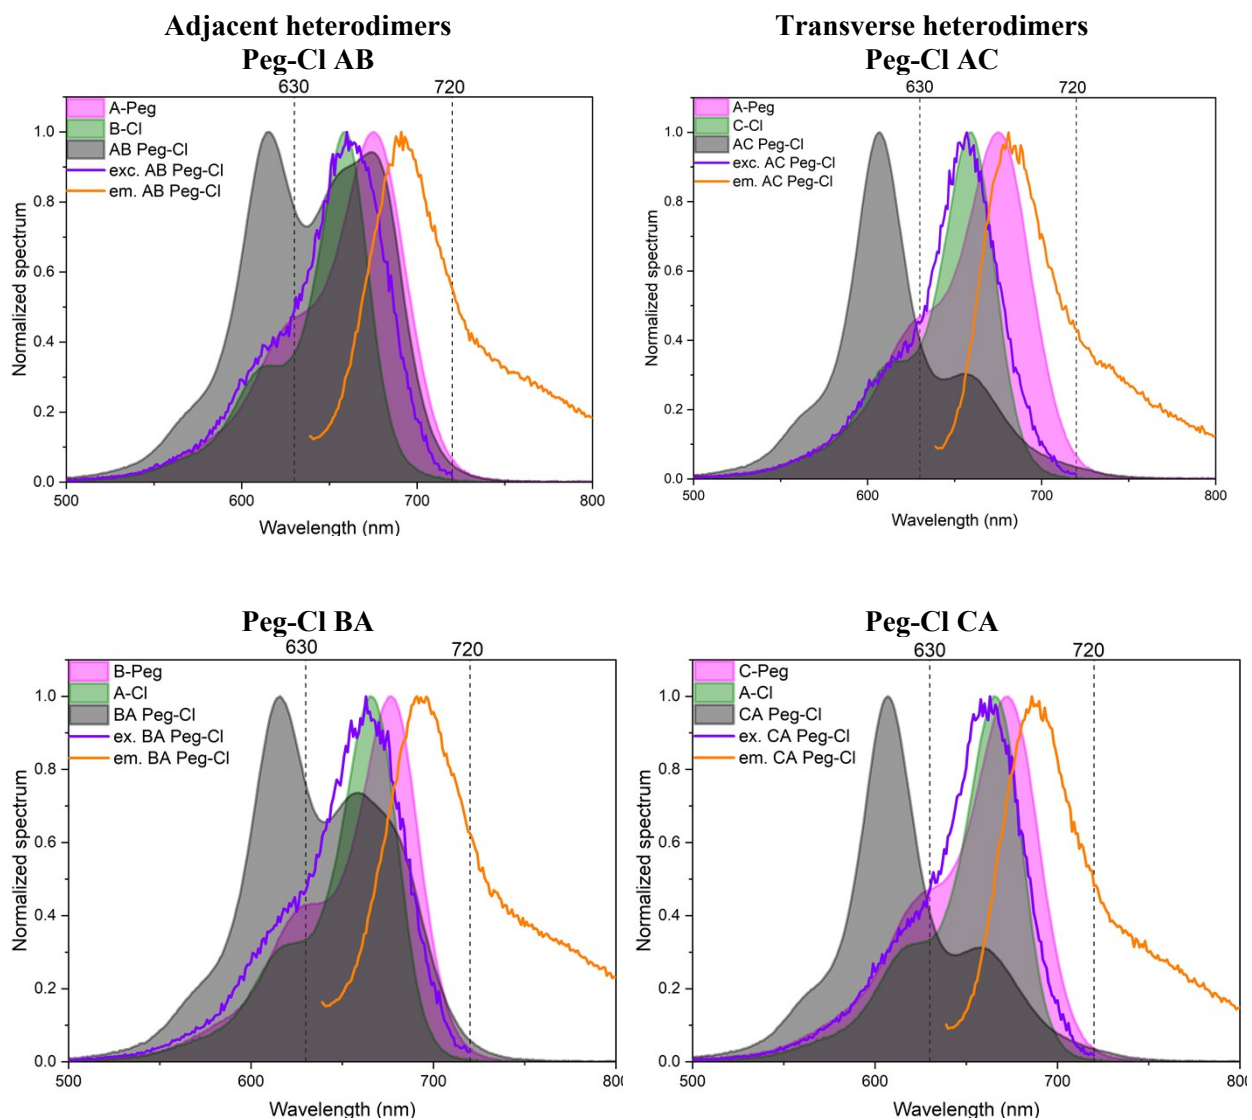 Adjacent heterodimers
Peg-Cl AB
630
720
A-Peg
B-Cl
AB Peg-Cl
exc. AB Peg-Cl
em. AB Peg-Cl
1.0
0.8
0.6
0.4
0.2
0.0
Normalized spectrum
500
600
700
800
Wavelength (nm)
Transverse heterodimers
Peg-Cl AC
630
720
A-Peg
C-Cl
AC Peg-Cl
exc. AC Peg-Cl
em. AC Peg-Cl
1.0
0.8
0.6
0.4
0.2
0.0
Normalized spectrum
500
600
700
800
Wavelength (nm)
Peg-Cl BA
630
720
B-Peg
A-Cl
BA Peg-Cl
ex. BA Peg-Cl
em. BA Peg-Cl
1.0
0.8
0.6
0.4
0.2
0.0
Normalized spectrum
500
600
700
800
Wavelength (nm)
Peg-Cl CA
630
720
C-Peg
A-Cl
CA Peg-Cl
ex. CA Peg-Cl
em. CA Peg-Cl
1.0
0.8
0.6
0.4
0.2
0.0
Normalized spectrum
500
600
700
800
Wavelength (nm)